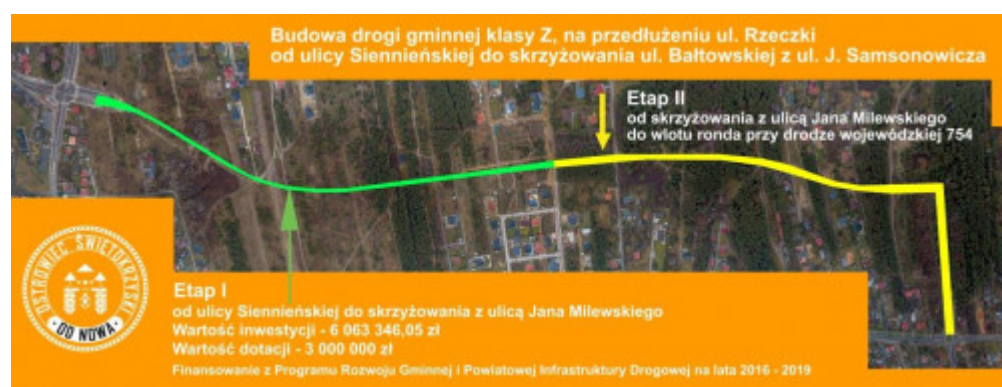 Budowa drogi gminnej klasy Z, na przedłużeniu ul. Rzeczki
od ulicy Siennieńskiej do skrzyżowania ul. Bałtowskiej z ul. J. Samsonowicza
Etap II
od skrzyżowania z ulicą Jana Milewskiego
do wlotu ronda przy drodze wojewódzkiej 754
OSTROWIEC ŚWIĘTOKRZYSKI
OD NOWA
Etap I
od ulicy Siennieńskiej do skrzyżowania z ulicą Jana Milewskiego
Wartość inwestycji - 6 063 346,05 zł
Wartość dotacji - 3 000 000 zł
Finansowanie z Programu Rozwoju Gminnej i Powiatowej Infrastruktury Drogowej na lata 2016 - 2019